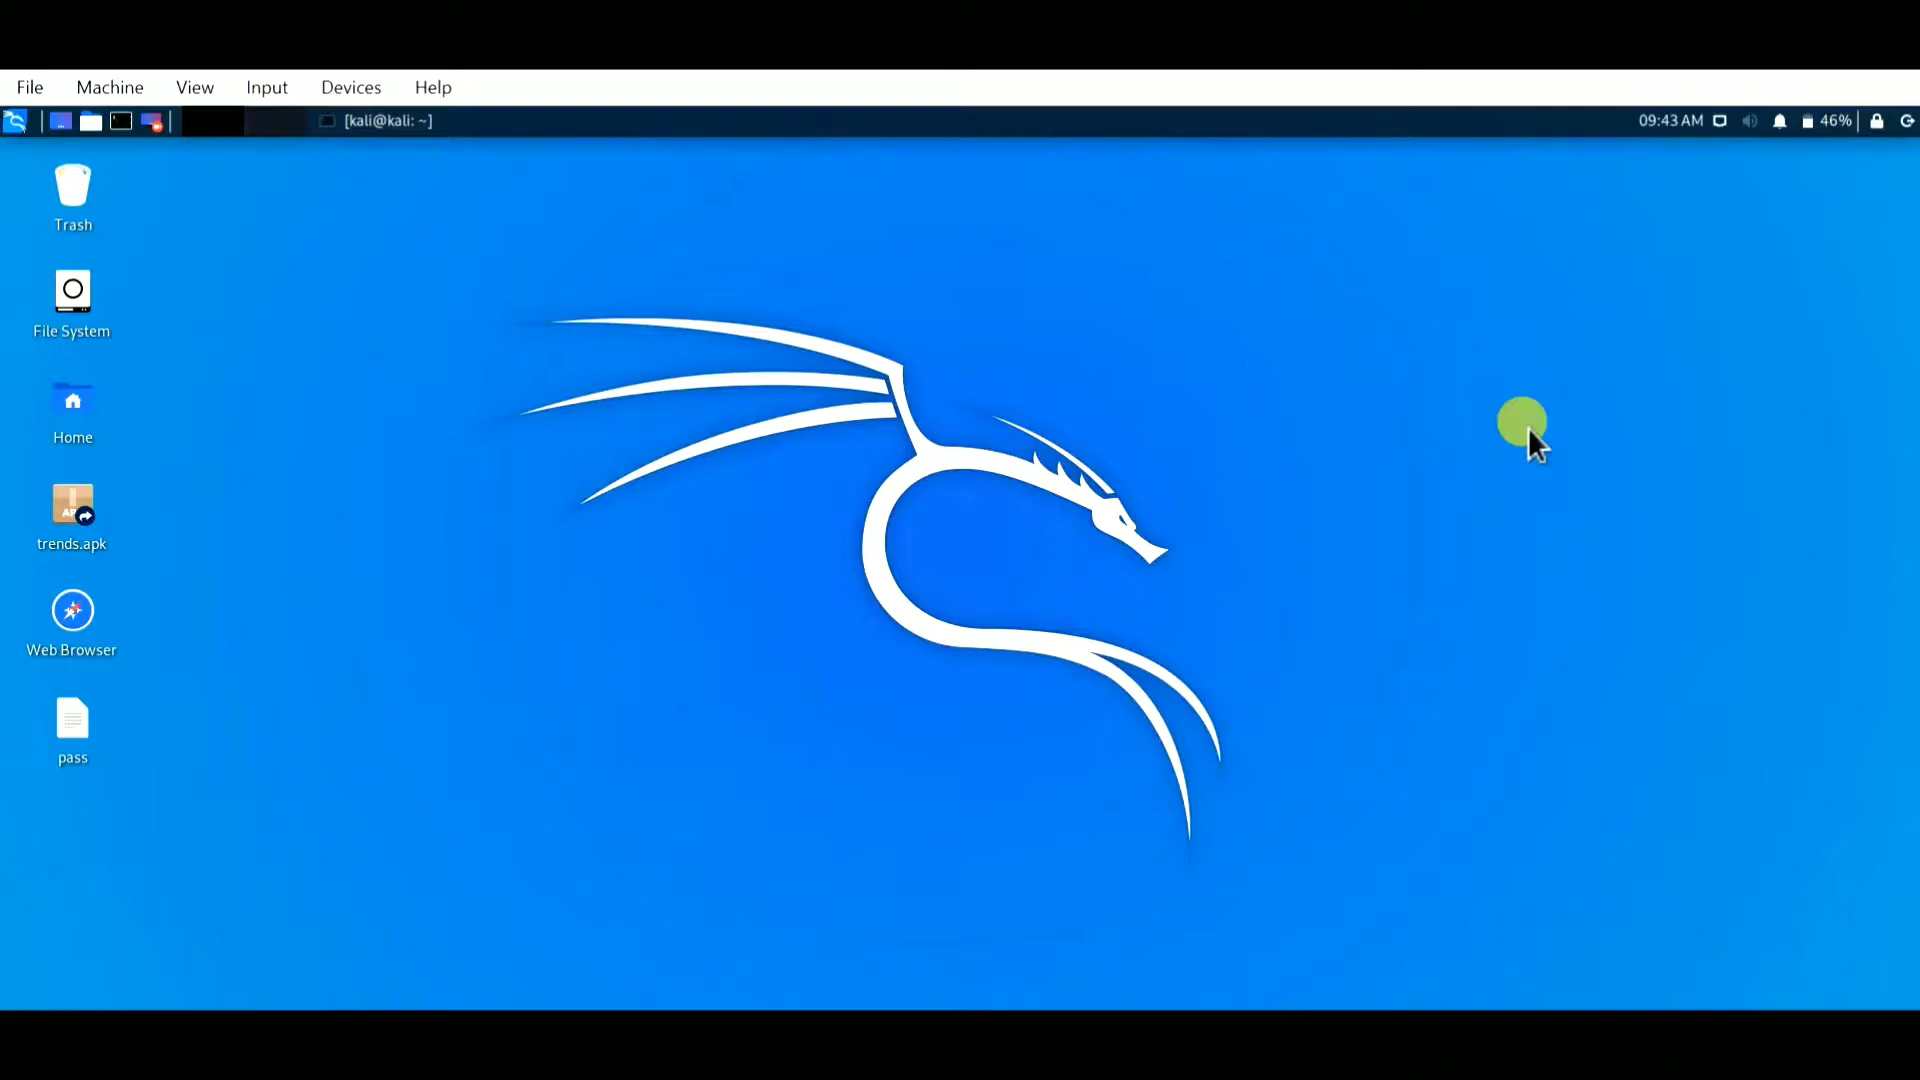 File Machine View Input Devices Help
[kali@kali: ~] 09:43 AM 46%
Trash
File System
Home
trends.apk
Web Browser
pass